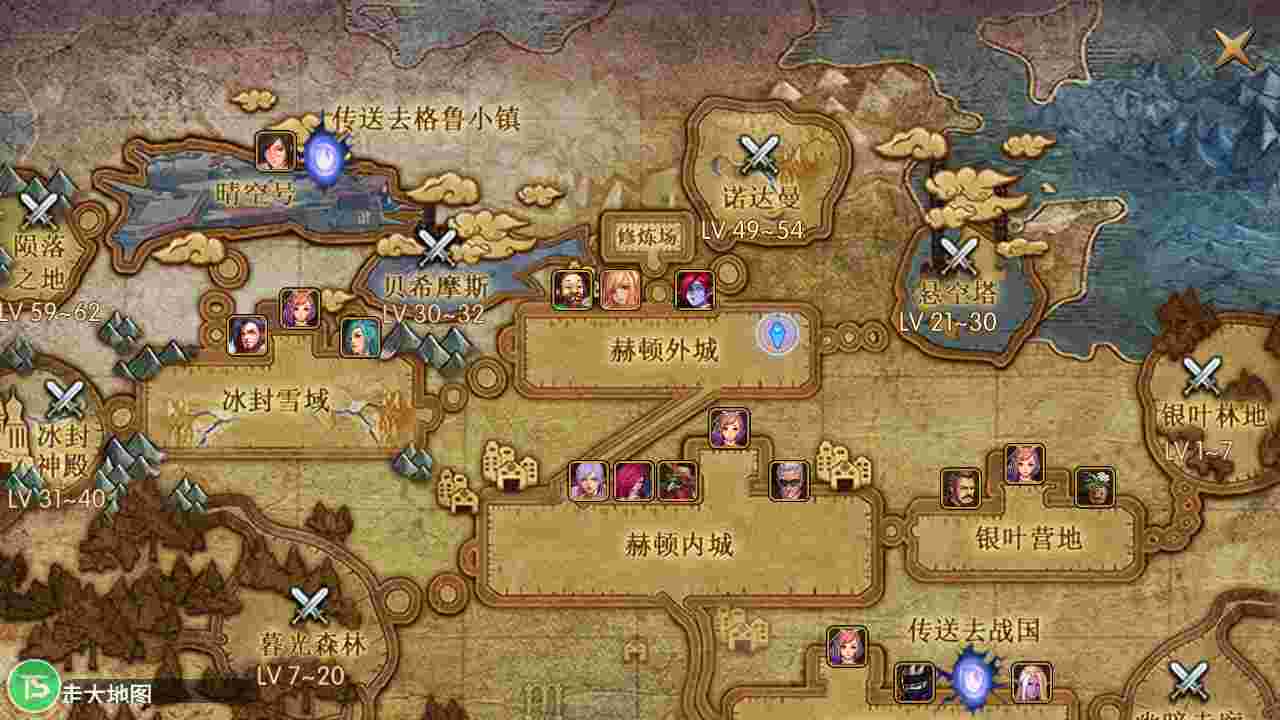 传送去格鲁小镇
晴空号
诺达曼
LV 49~54
修炼场
陨落
之地
LV 59~62
贝希摩斯
LV 30~32
悬空塔
LV 21~30
赫顿外城
冰封雪域
冰封
神殿
LV 31~40
银叶林地
LV 1~7
赫顿内城
银叶营地
暮光森林
LV 7~20
传送去战国
TS
走大地图